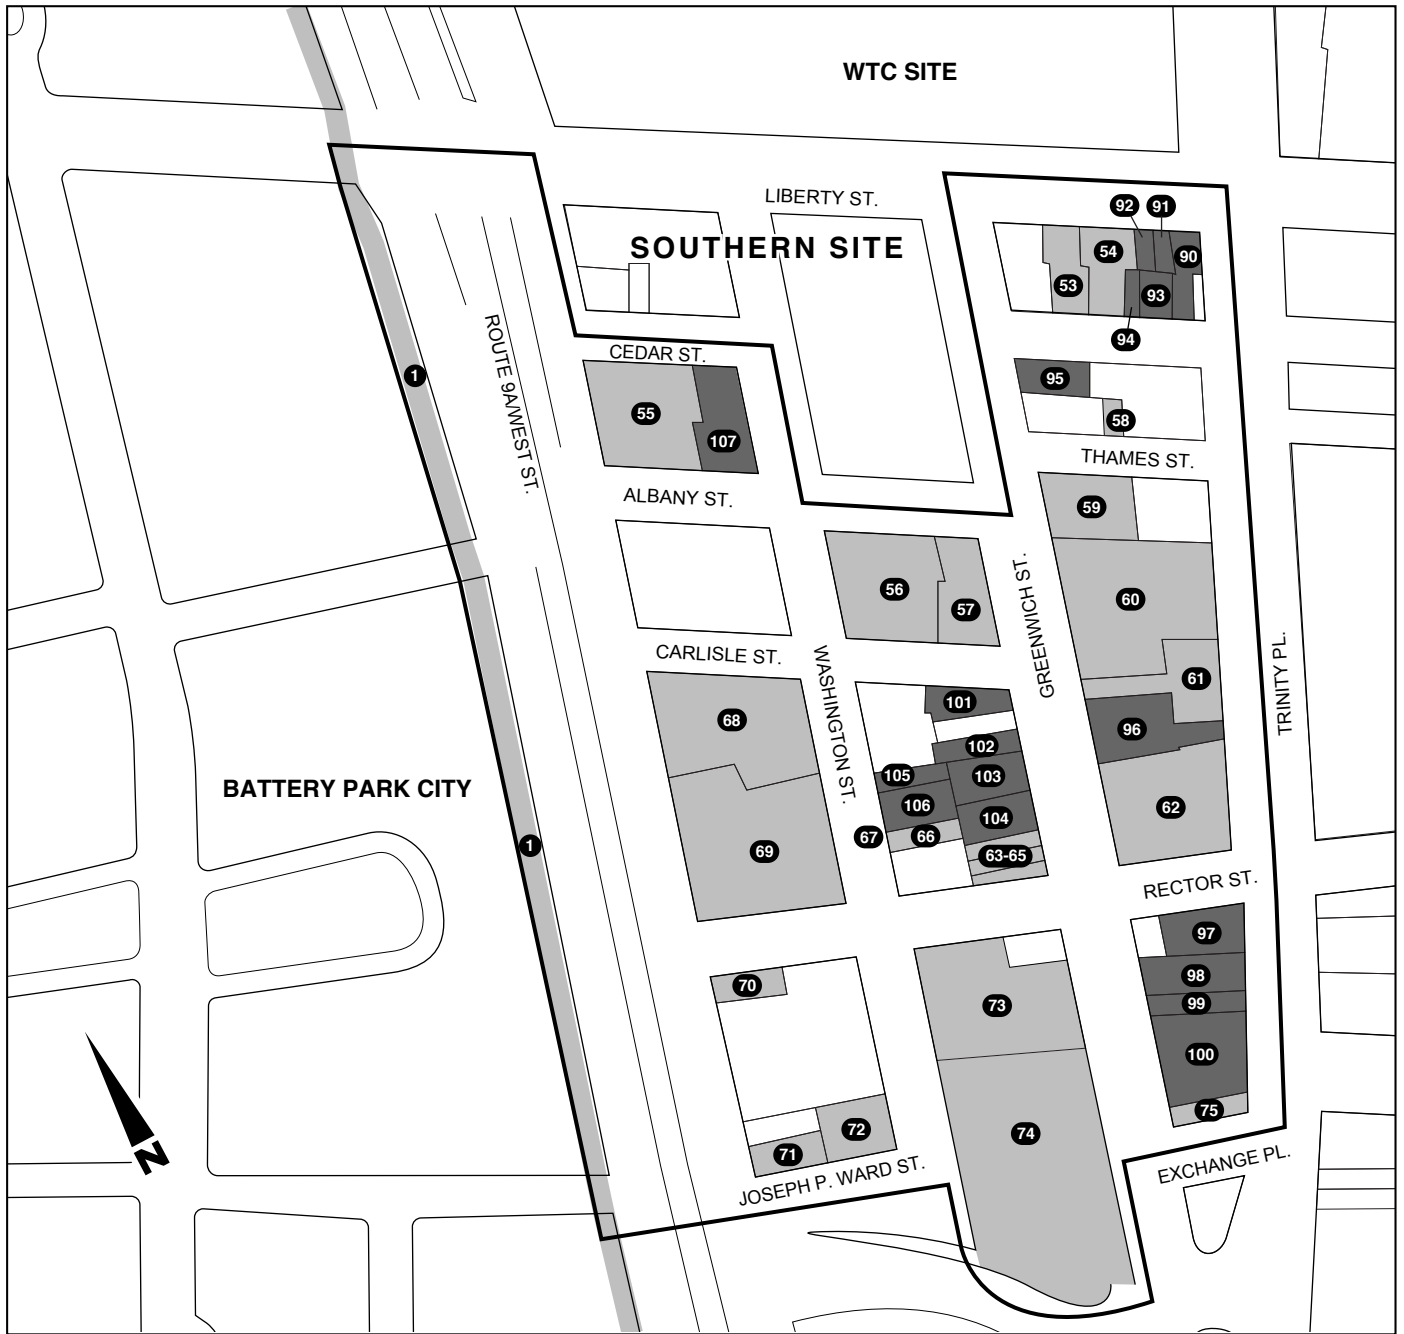 WTC SITE
LIBERTY ST.
92
91
SOUTHERN SITE
54
90
53
93
94
ROUTE 9A/WEST ST.
CEDAR ST.
1
95
55
107
58
THAMES ST.
ALBANY ST.
59
56
57
60
GREENWICH ST.
CARLISLE ST.
WASHINGTON ST.
TRINITY PL.
61
101
68
96
102
105
103
BATTERY PARK CITY
106
104
62
67
66
1
69
63-65
RECTOR ST.
97
98
70
99
73
100
75
72
74
71
JOSEPH P. WARD ST.
EXCHANGE PL.
N